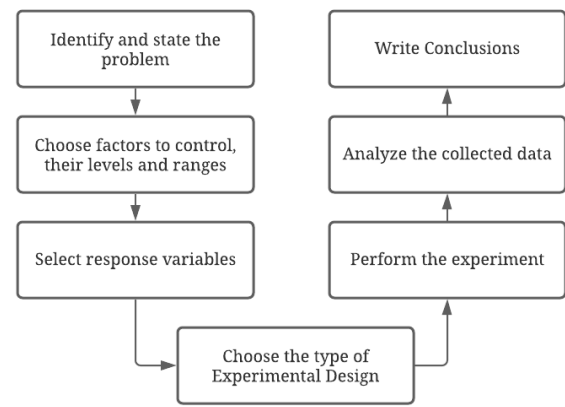 Identify and state the
problem
Choose factors to control,
their levels and ranges
Select response variables
Choose the type of
Experimental Design
Perform the experiment
Analyze the collected data
Write Conclusions